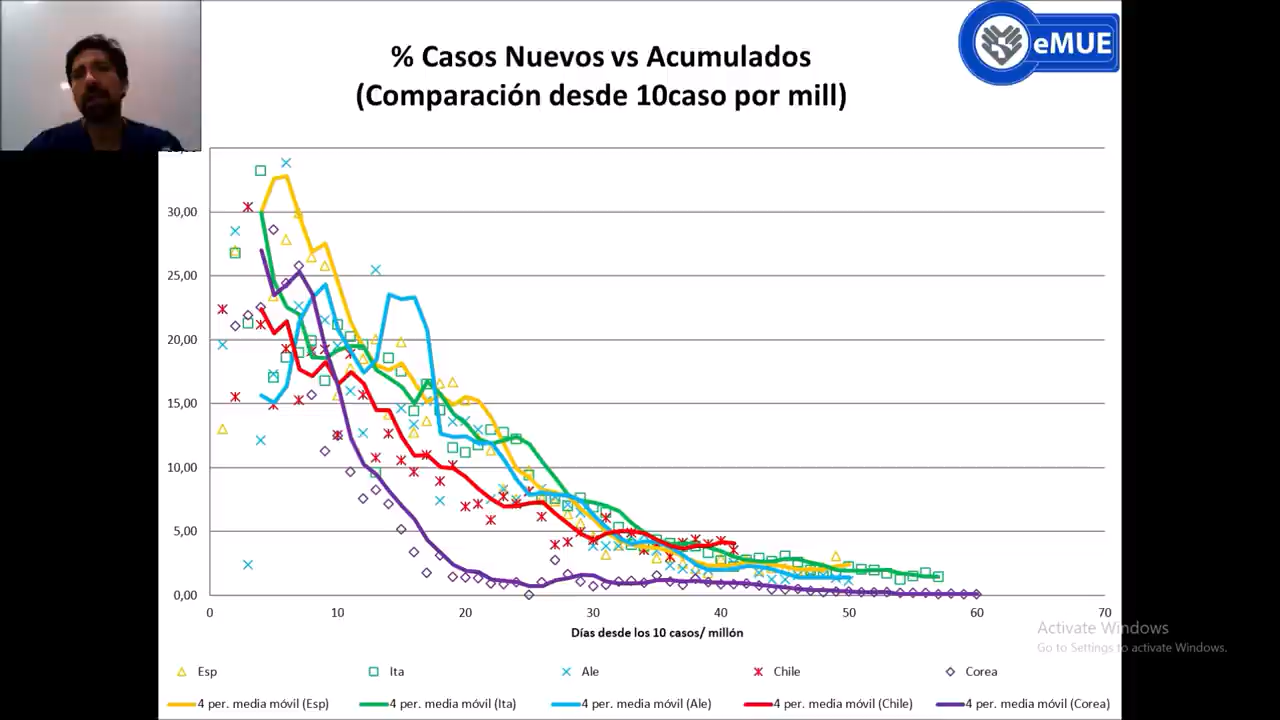 % Casos Nuevos vs Acumulados
(Comparación desde 10caso por mill)
eMUE
30,00
25,00
20,00
15,00
10,00
5,00
0,00
0 10 20 30 40 50 60 70
Días desde los 10 casos/ millón
Activate Windows
Go to Settings to activate Windows.
Esp Ita Ale Chile Corea
4 per. media móvil (Esp) 4 per. media móvil (Ita) 4 per. media móvil (Ale) 4 per. media móvil (Chile) 4 per. media móvil (Corea)